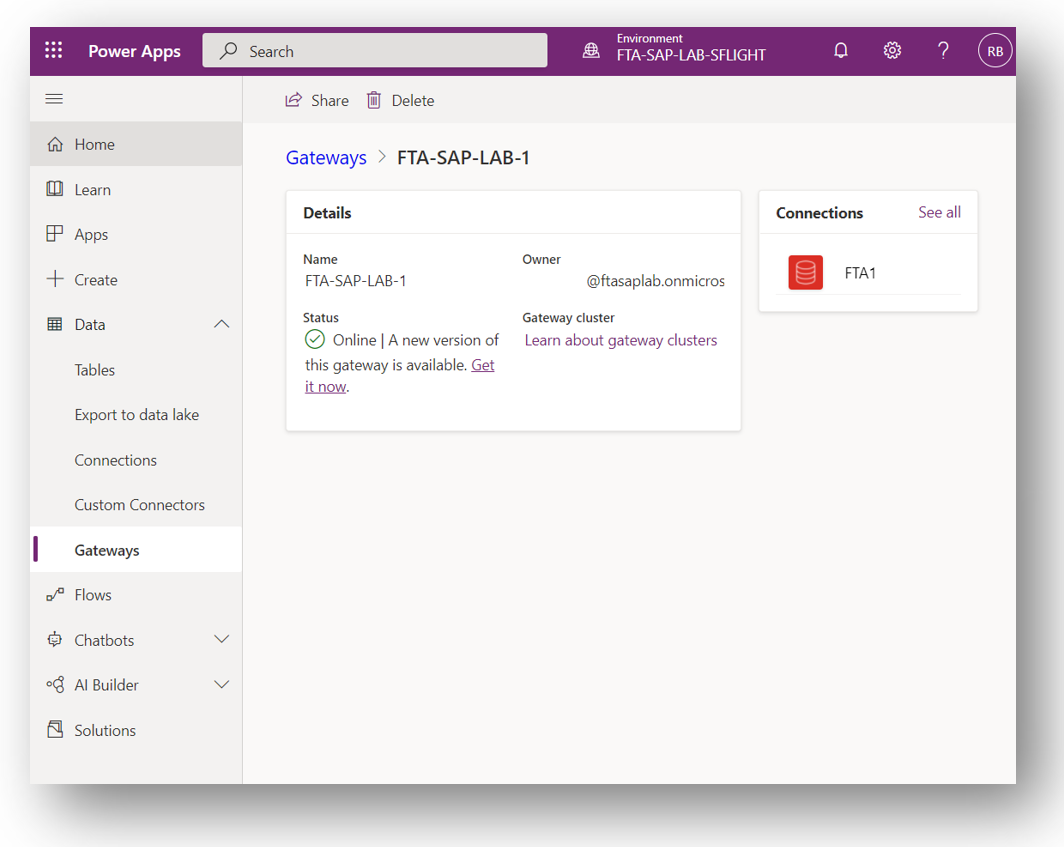 Power Apps
Search
Environment
FTA-SAP-LAB-SFLIGHT
?
RB
Share
Delete
Home
Learn
Apps
Create
Data
Tables
Export to data lake
Connections
Custom Connectors
Gateways
Flows
Chatbots
AI Builder
Solutions
Gateways > FTA-SAP-LAB-1
Details
Name
FTA-SAP-LAB-1
Owner
@ftasaplab.onmicros
Status
Online | A new version of
this gateway is available. Get
it now.
Gateway cluster
Learn about gateway clusters
Connections
See all
FTA1